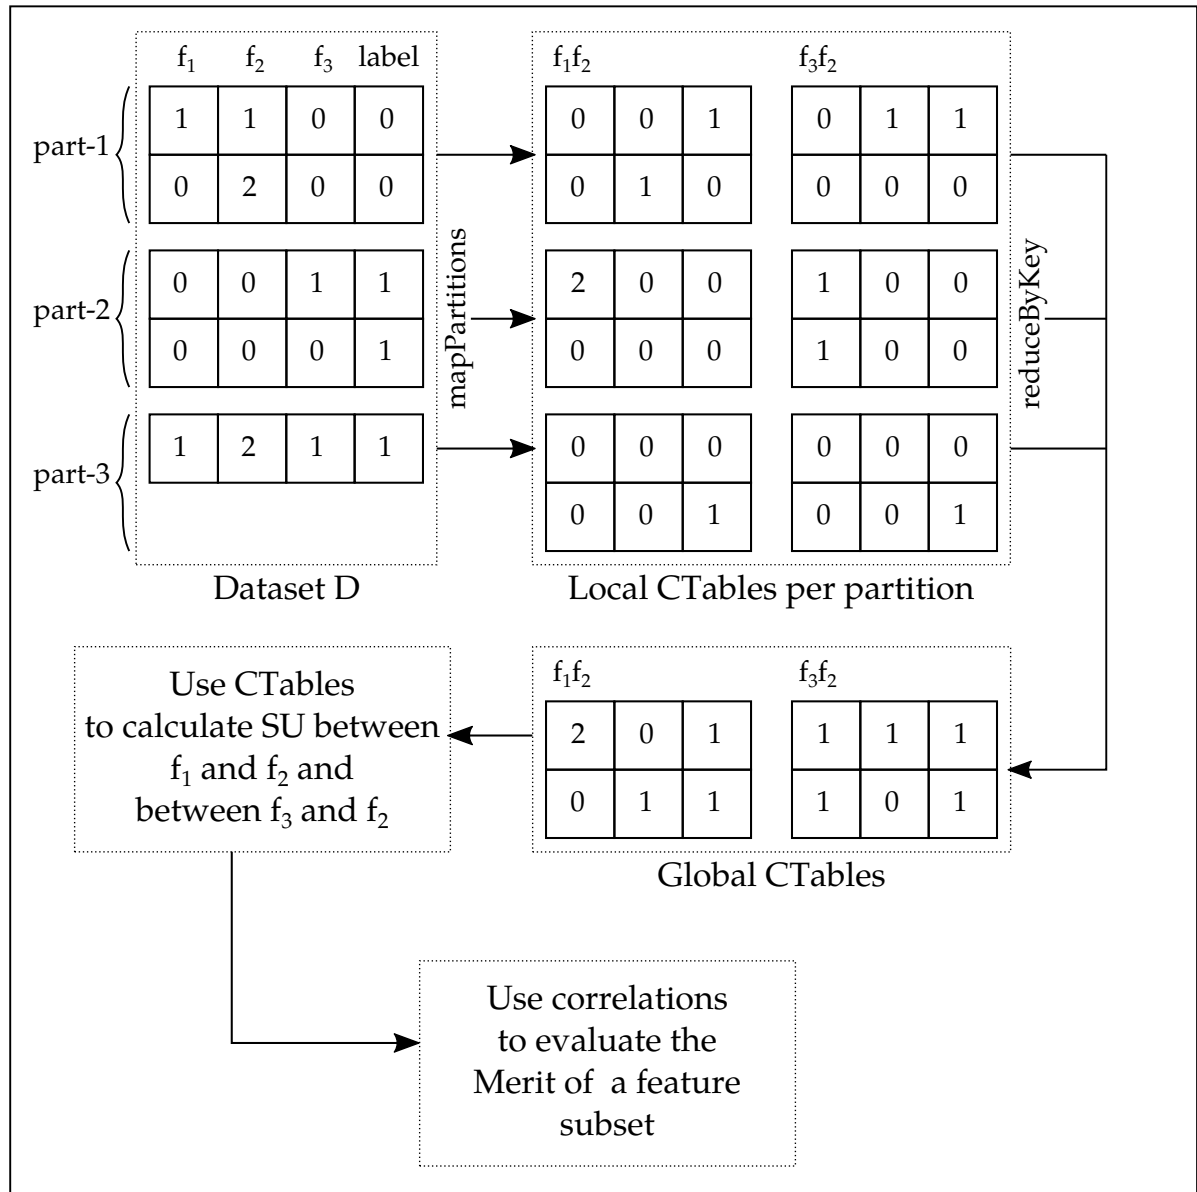 f₁ f₂ f₃ label
part-1
1 1 0 0
0 2 0 0
part-2
0 0 1 1
0 0 0 1
part-3
1 2 1 1
Dataset D
mapPartitions
f₁f₂ f₃f₂
0 0 1 0 1 1
0 1 0 0 0 0
2 0 0 1 0 0
0 0 0 1 0 0
0 0 0 0 0 0
0 0 1 0 0 1
Local CTables per partition
reduceByKey
f₁f₂ f₃f₂
2 0 1 1 1 1
0 1 1 1 0 1
Global CTables
Use CTables
to calculate SU between
f₁ and f₂ and
between f₃ and f₂
Use correlations
to evaluate the
Merit of a feature
subset